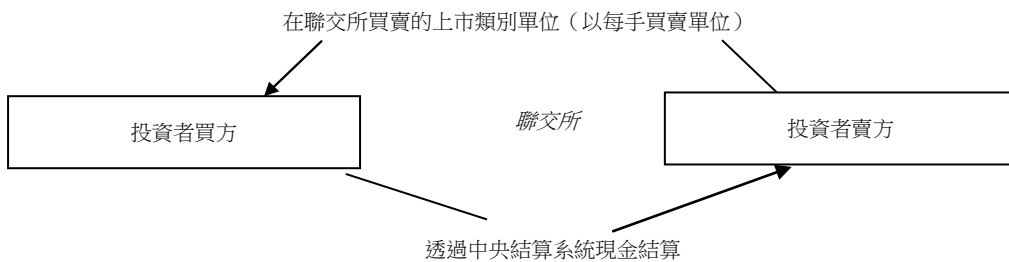 在聯交所買賣的上市類別單位（以每手買賣單位）
投資者買方
聯交所
投資者賣方
透過中央結算系統現金結算